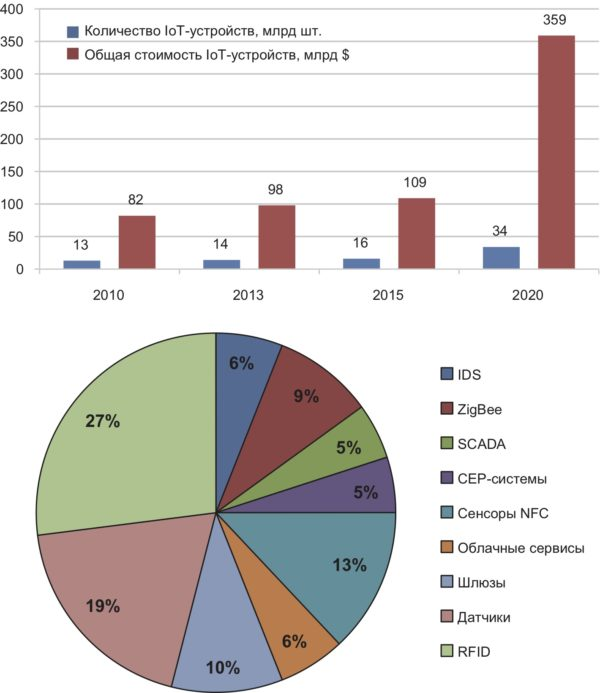 400
350
300
250
200
150
100
50
0
Количество IoT-устройств, млрд шт.
Общая стоимость IoT-устройств, млрд $
13
82
14
98
16
109
34
359
2010
2013
2015
2020
6%
9%
5%
5%
13%
6%
10%
19%
27%
IDS
ZigBee
SCADA
CEP-системы
Сенсоры NFC
Облачные сервисы
Шлюзы
Датчики
RFID